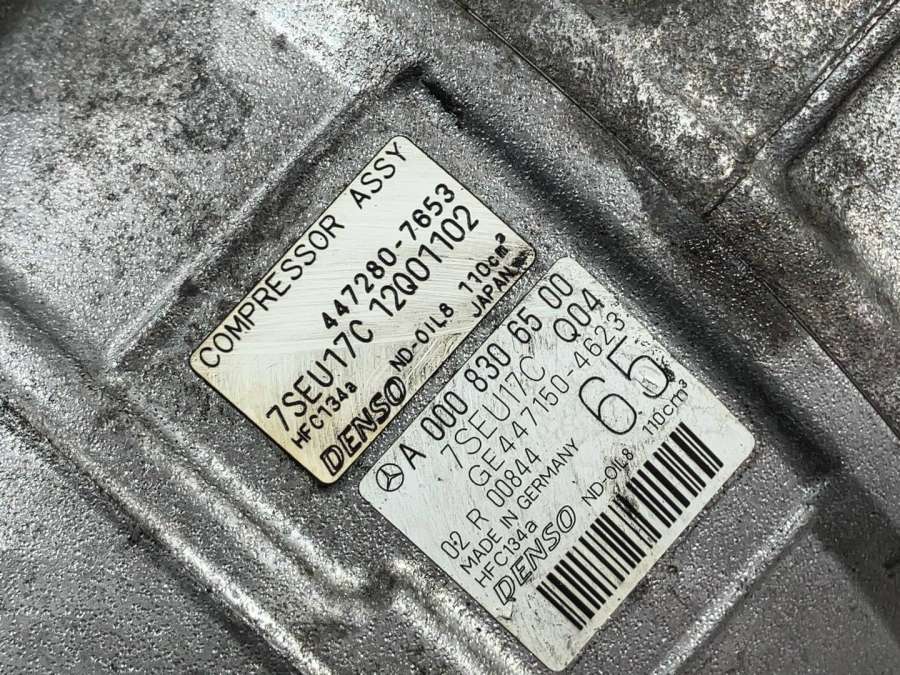 COMPRESSOR ASSY
447280-7653
7SEU17C 12Q01102
HFC134a ND-OIL8 110cm³
DENSO JAPAN
A 000 830 65 00
7SEU17C Q04
GE447150-4623
02 R 00844 65
MADE IN GERMANY
HFC134a ND-OIL8 110cm³
DENSO